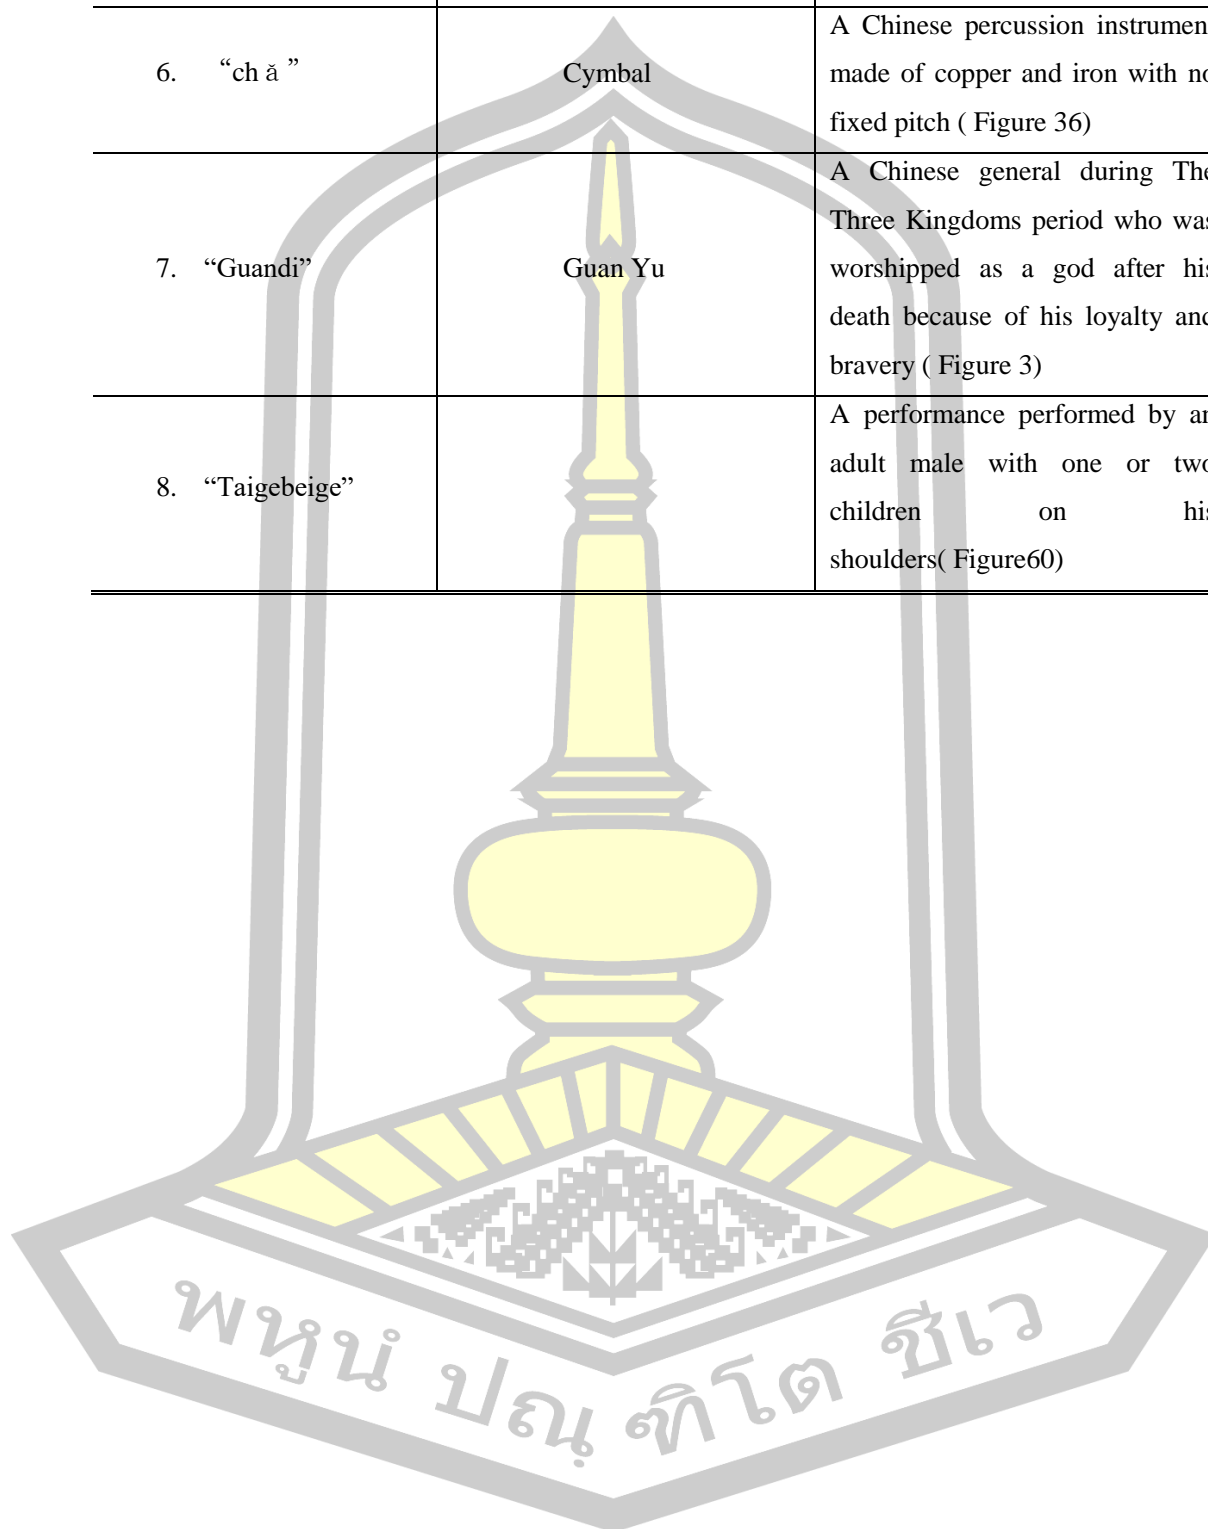 6. “ch ǎ ” Cymbal A Chinese percussion instrumen
made of copper and iron with no
fixed pitch ( Figure 36)
7. “Guandi” Guan Yu A Chinese general during The
Three Kingdoms period who was
worshipped as a god after his
death because of his loyalty and
bravery ( Figure 3)
8. “Taigebeige” A performance performed by an
adult male with one or two
children on his
shoulders( Figure60)
พหูนํ ปณฺฑิโต ชีเว